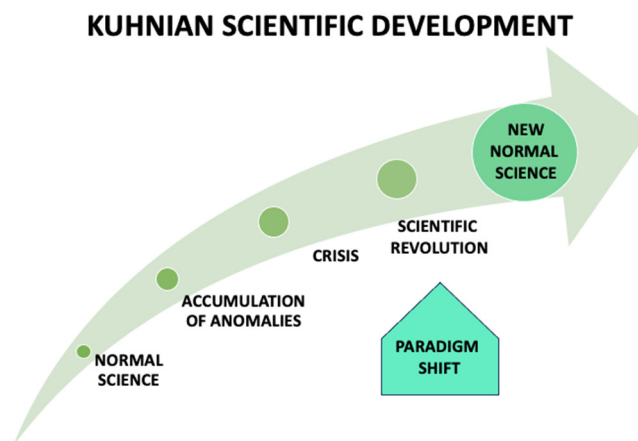 KUHNIAN SCIENTIFIC DEVELOPMENT
NEW
NORMAL
SCIENCE
SCIENTIFIC
REVOLUTION
CRISIS
ACCUMULATION
OF ANOMALIES
NORMAL
SCIENCE
PARADIGM
SHIFT